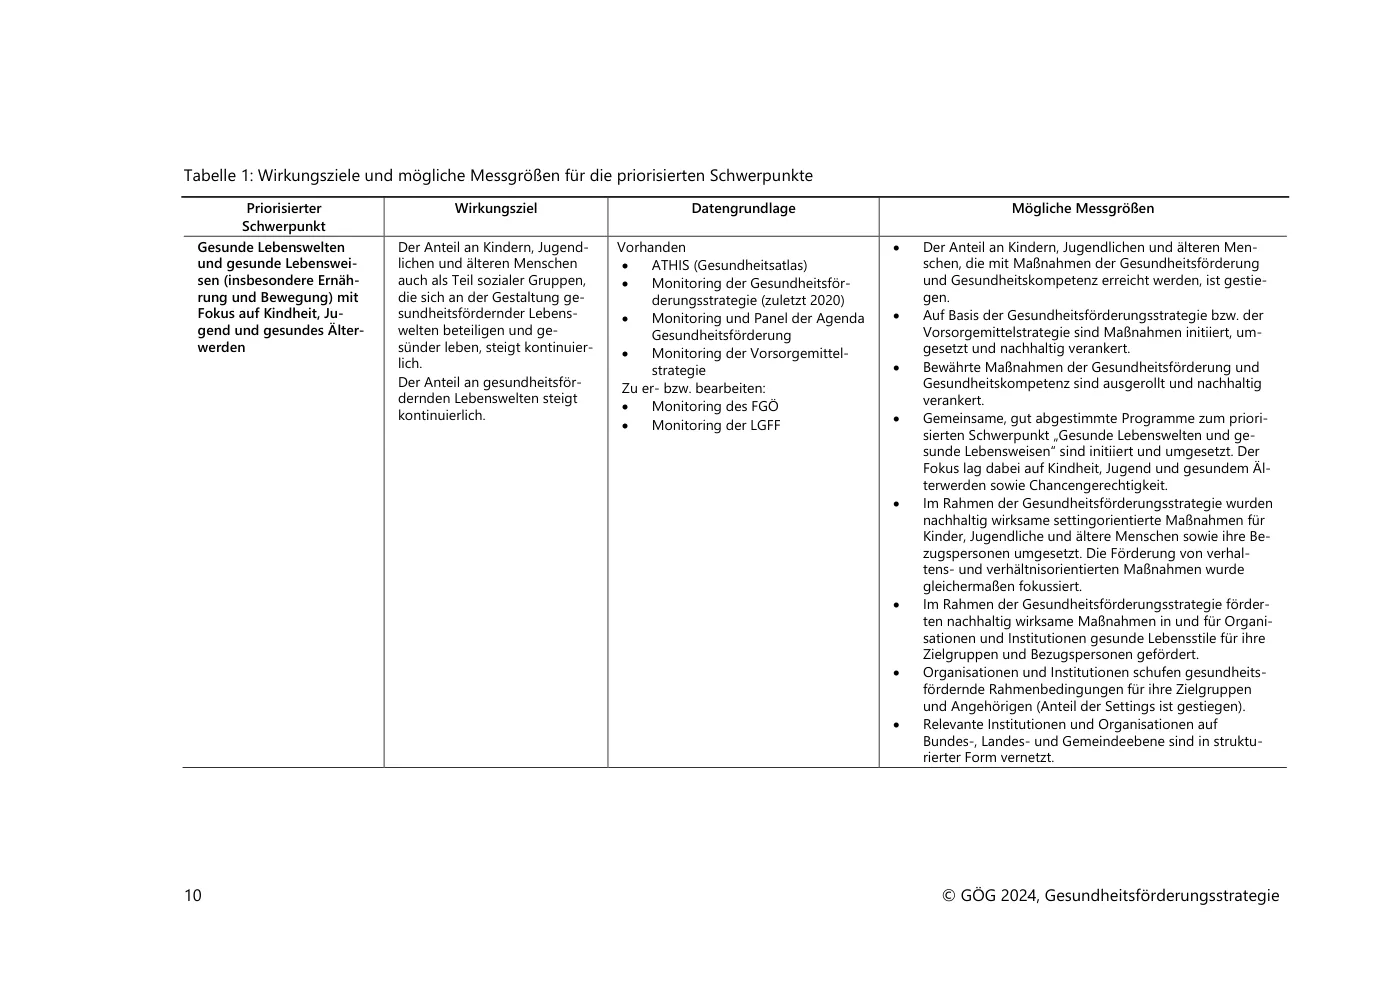 Tabelle 1: Wirkungsziele und mögliche Messgrößen für die priorisierten Schwerpunkte
Priorisierter
Schwerpunkt
Wirkungsziel
Datengrundlage
Mögliche Messgrößen
Gesunde Lebenswelten
und gesunde Lebenswei-
sen (insbesondere Ernäh-
rung und Bewegung) mit
Fokus auf Kindheit, Ju-
gend und gesundes Älter-
werden
Der Anteil an Kindern, Jugend-
lichen und älteren Menschen
auch als Teil sozialer Gruppen,
die sich an der Gestaltung ge-
sundheitsfördernder Lebens-
welten beteiligen und ge-
sünder leben, steigt kontinuier-
lich.
Der Anteil an gesundheitsför-
dernden Lebenswelten steigt
kontinuierlich.
Vorhanden
• ATHIS (Gesundheitsatlas)
• Monitoring der Gesundheitsför-
derungsstrategie (zuletzt 2020)
• Monitoring und Panel der Agenda
Gesundheitsförderung
• Monitoring der Vorsorgemittel-
strategie
Zu er- bzw. bearbeiten:
• Monitoring des FGÖ
• Monitoring der LGFF
• Der Anteil an Kindern, Jugendlichen und älteren Men-
schen, die mit Maßnahmen der Gesundheitsförderung
und Gesundheitskompetenz erreicht werden, ist gestie-
gen.
• Auf Basis der Gesundheitsförderungsstrategie bzw. der
Vorsorgemittelstrategie sind Maßnahmen initiiert, um-
gesetzt und nachhaltig verankert.
• Bewährte Maßnahmen der Gesundheitsförderung und
Gesundheitskompetenz sind ausgerollt und nachhaltig
verankert.
• Gemeinsame, gut abgestimmte Programme zum priori-
sierten Schwerpunkt „Gesunde Lebenswelten und ge-
sunde Lebensweisen“ sind initiiert und umgesetzt. Der
Fokus lag dabei auf Kindheit, Jugend und gesundem Äl-
terwerden sowie Chancengerechtigkeit.
• Im Rahmen der Gesundheitsförderungsstrategie wurden
nachhaltig wirksame settingorientierte Maßnahmen für
Kinder, Jugendliche und ältere Menschen sowie ihre Be-
zugspersonen umgesetzt. Die Förderung von verhal-
tens- und verhältnisorientierten Maßnahmen wurde
gleichermaßen fokussiert.
• Im Rahmen der Gesundheitsförderungsstrategie förder-
ten nachhaltig wirksame Maßnahmen in und für Organi-
sationen und Institutionen gesunde Lebensstile für ihre
Zielgruppen und Bezugspersonen gefördert.
• Organisationen und Institutionen schufen gesundheits-
fördernde Rahmenbedingungen für ihre Zielgruppen
und Angehörigen (Anteil der Settings ist gestiegen).
• Relevante Institutionen und Organisationen auf
Bundes-, Landes- und Gemeindeebene sind in struktu-
rierter Form vernetzt.
10
© GÖG 2024, Gesundheitsförderungsstrategie